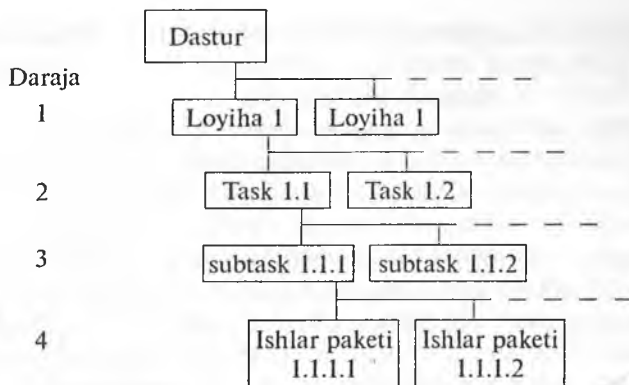 Dastur
Daraja
1
Loyiha 1
Loyiha 1
2
Task 1.1
Task 1.2
3
subtask 1.1.1
subtask 1.1.2
4
Ishlar paketi
1.1.1.1
Ishlar paketi
1.1.1.2